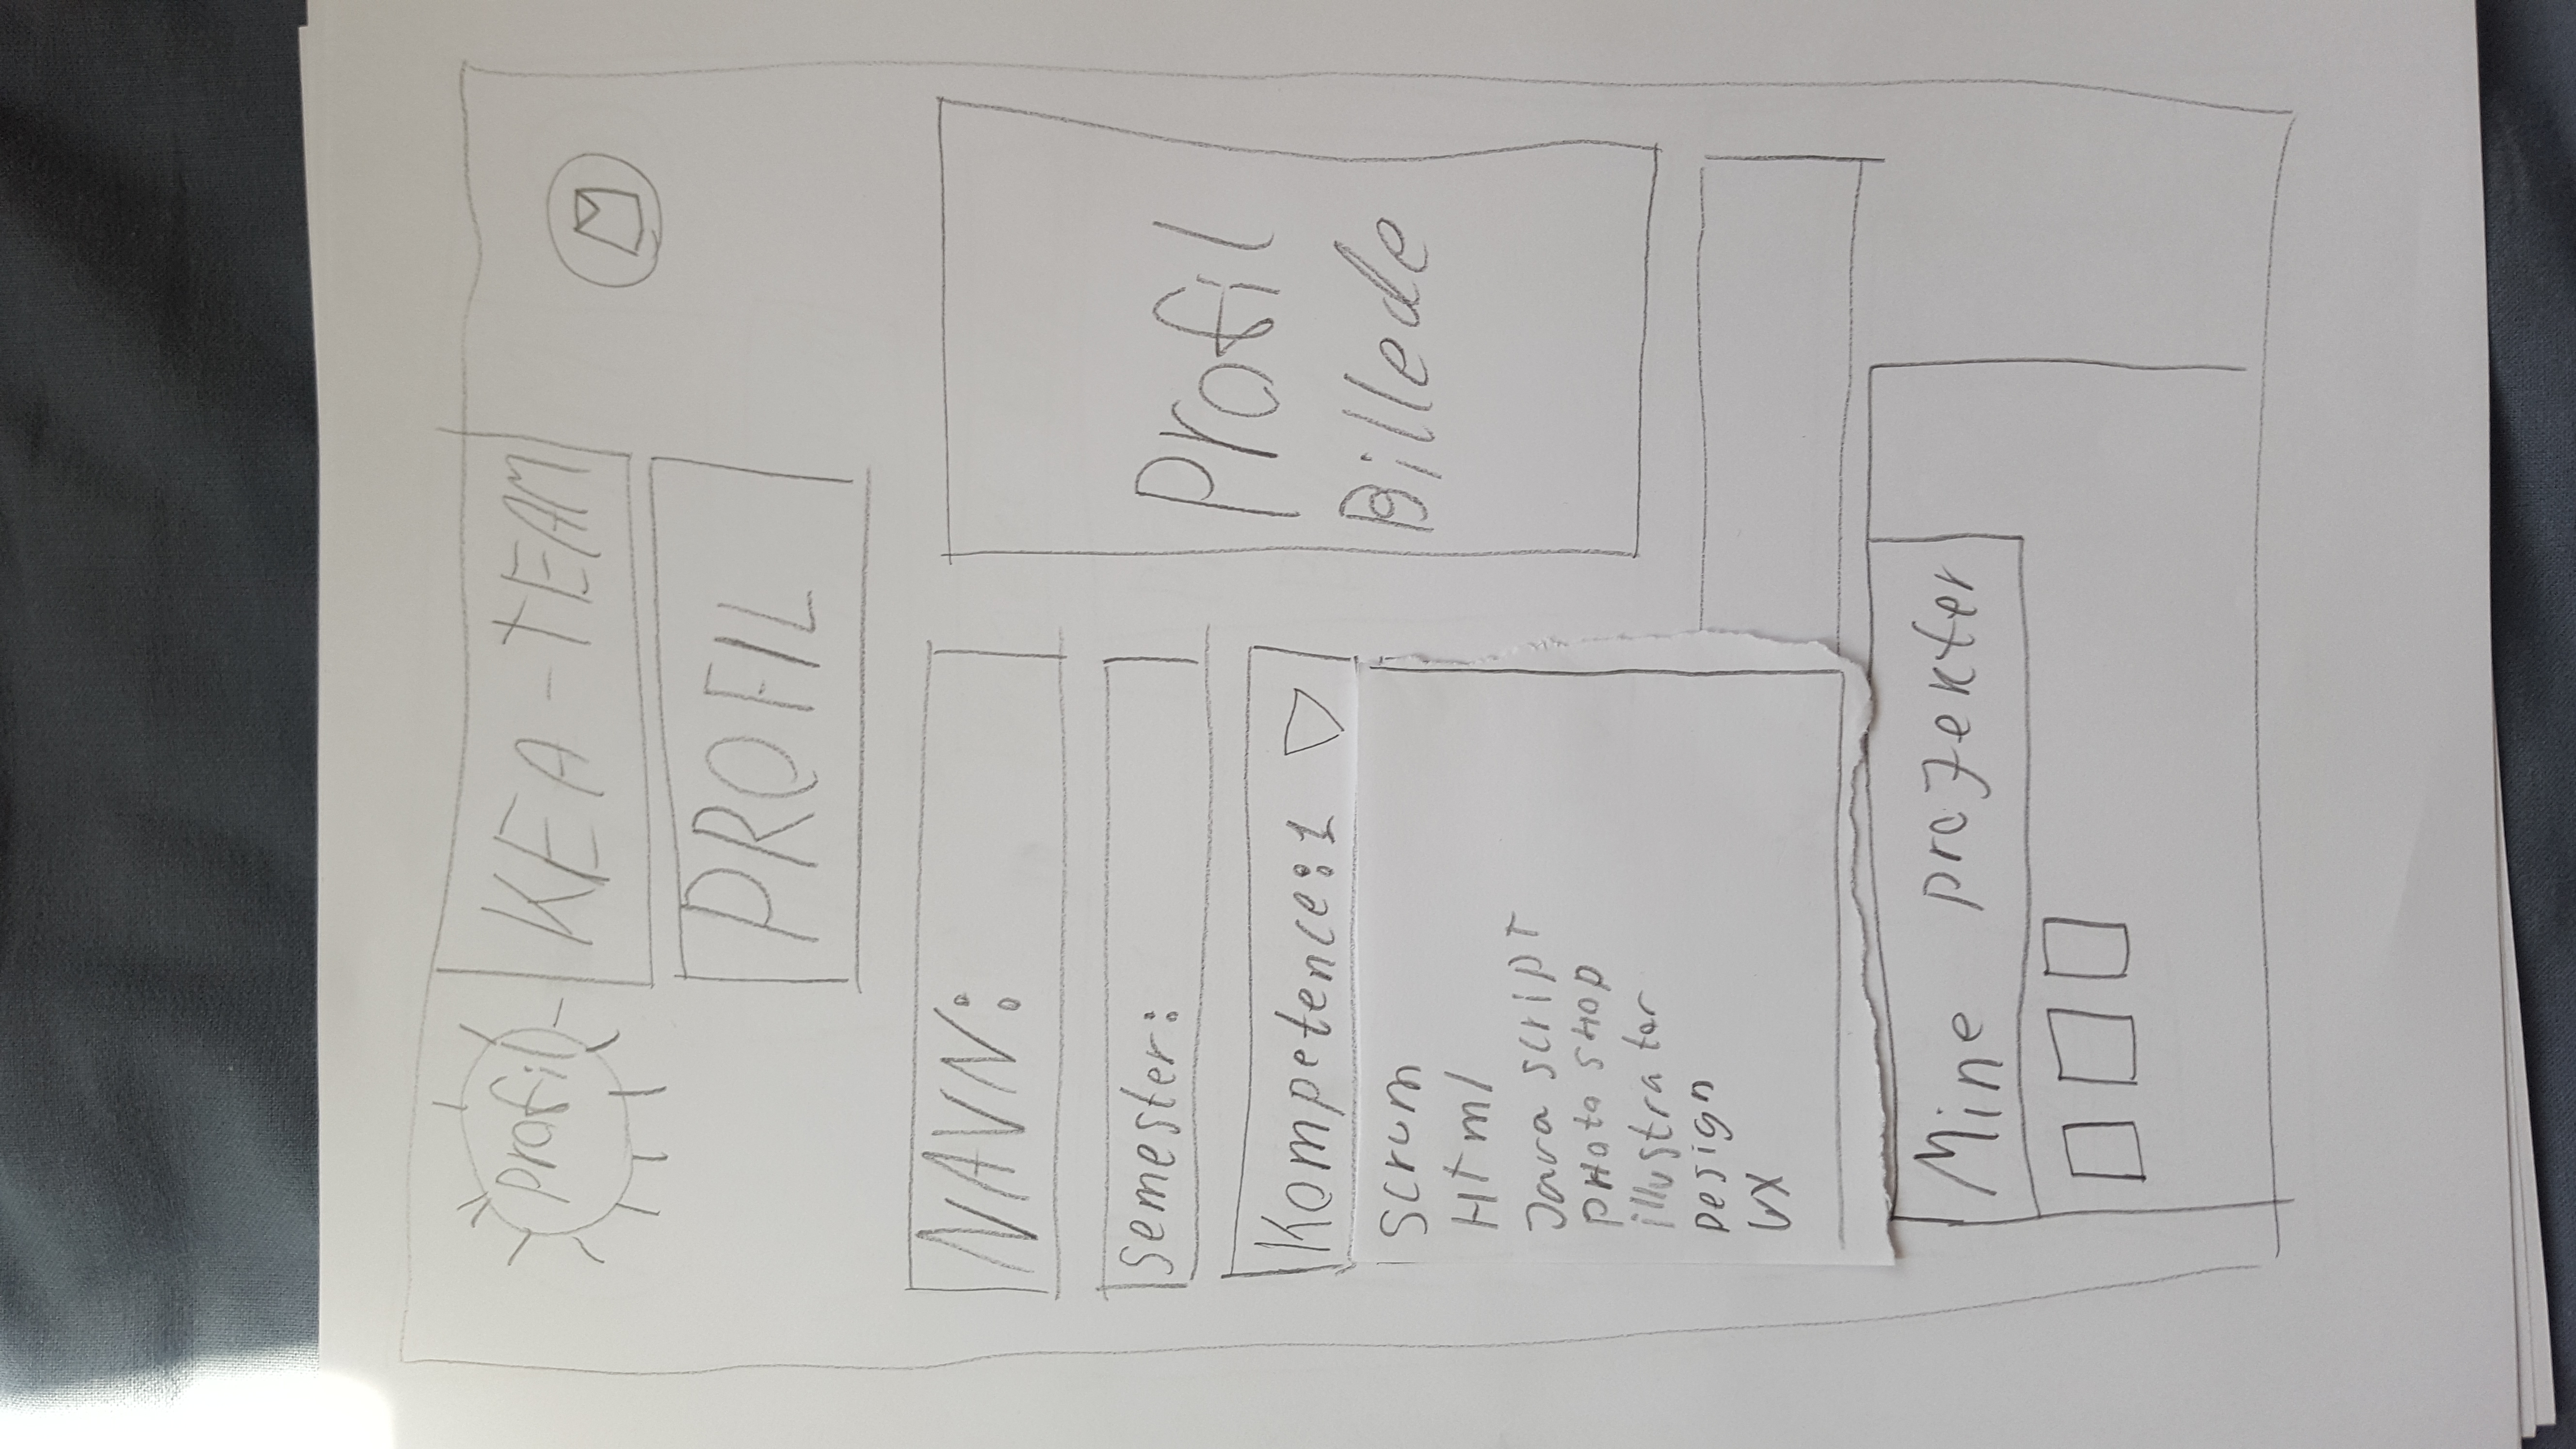 Profil
KEA-TEAM
PROFIL
NAVN:
Semester:
Kompetence:1
Profil
Billede
Scrum
Html
Java script
PHoto sHop
illustrator
Design
UX
Mine proJekter